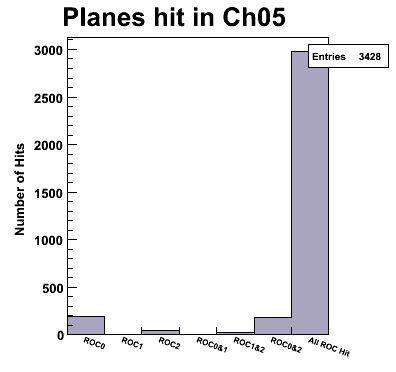 Planes hit in Ch05
Entries 3428
Number of Hits
3000
2500
2000
1500
1000
500
0
ROC0
ROC1
ROC2
ROC0&1
ROC1&2
ROC0&2
All ROC Hit